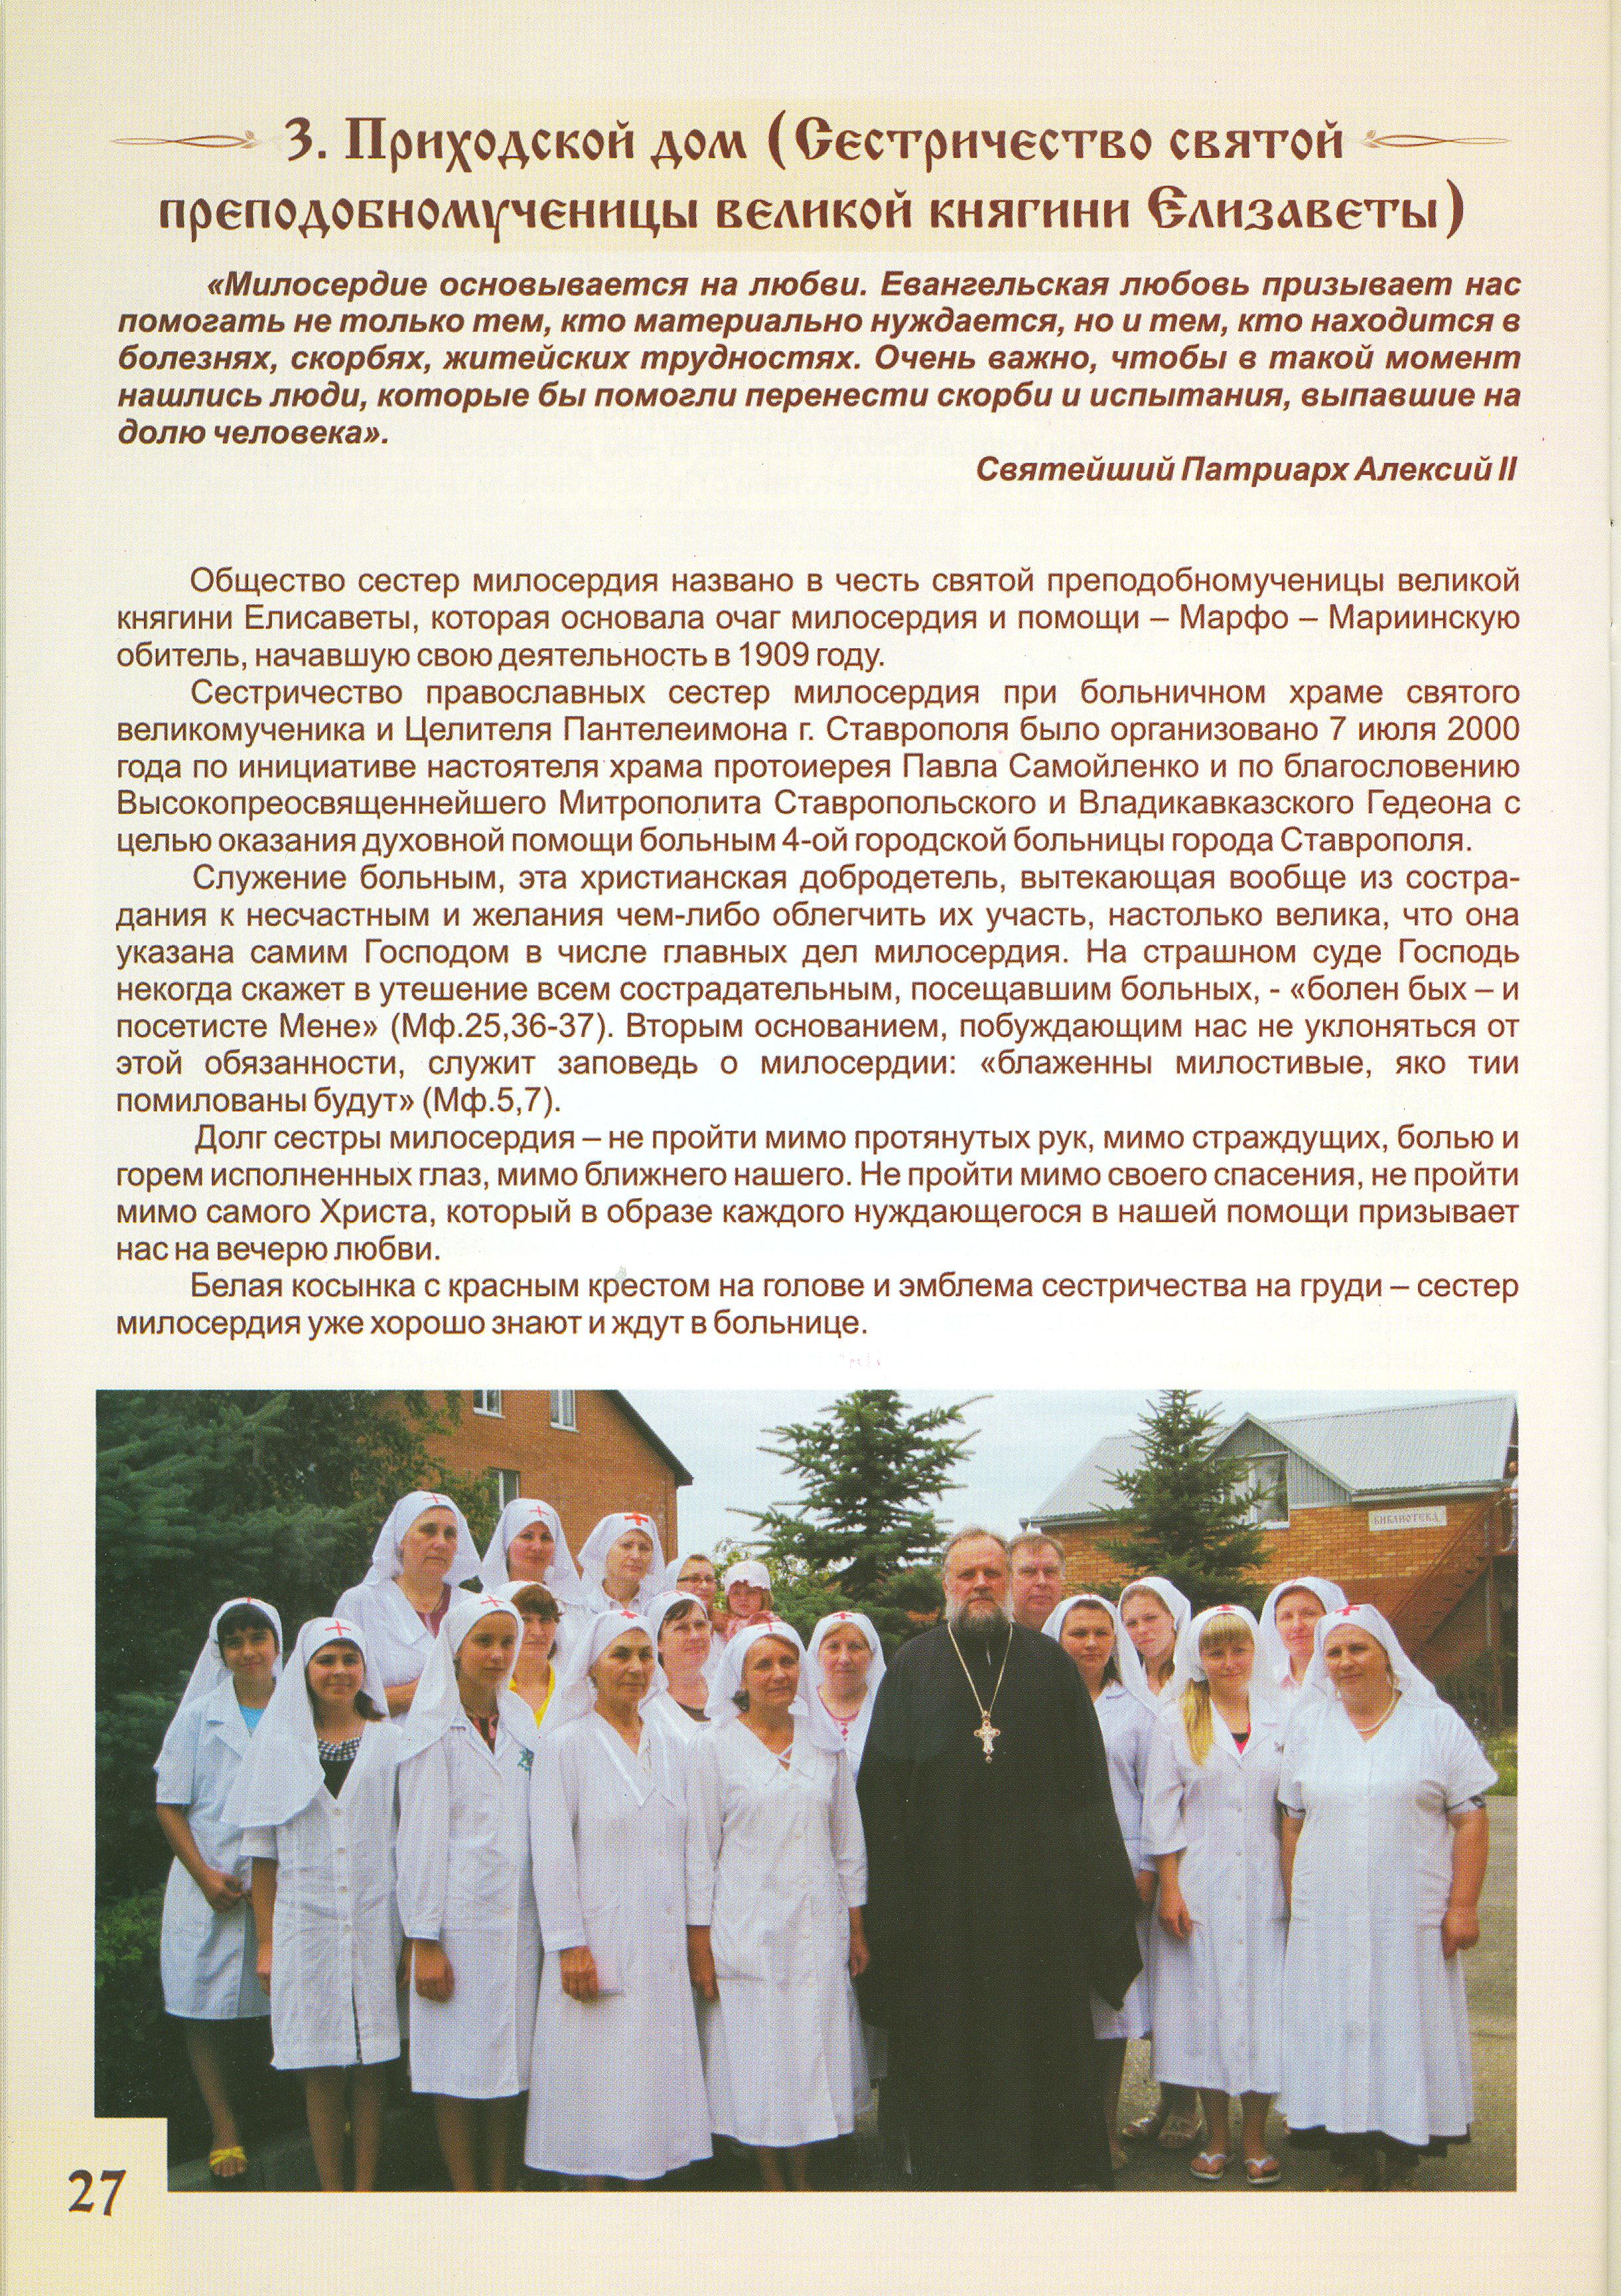 3. Приходской дом (Сестричество святой
преподобномученицы великой княгини Елизаветы)
«Милосердие основывается на любви. Евангельская любовь призывает нас
помогать не только тем, кто материально нуждается, но и тем, кто находится в
болезнях, скорбях, житейских трудностях. Очень важно, чтобы в такой момент
нашлись люди, которые бы помогли перенести скорби и испытания, выпавшие на
долю человека».
Святейший Патриарх Алексий II
Общество сестер милосердия названо в честь святой преподобномученицы великой
княгини Елисаветы, которая основала очаг милосердия и помощи – Марфо – Мариинскую
обитель, начавшую свою деятельность в 1909 году.
Сестричество православных сестер милосердия при больничном храме святого
великомученика и Целителя Пантелеимона г. Ставрополя было организовано 7 июля 2000
года по инициативе настоятеля храма протоиерея Павла Самойленко и по благословению
Высокопреосвященнейшего Митрополита Ставропольского и Владикавказского Гедеона с
целью оказания духовной помощи больным 4-ой городской больницы города Ставрополя.
Служение больным, эта христианская добродетель, вытекающая вообще из состра-
дания к несчастным и желания чем-либо облегчить их участь, настолько велика, что она
указана самим Господом в числе главных дел милосердия. На страшном суде Господь
некогда скажет в утешение всем сострадательным, посещавшим больных, - «болен бых – и
посетисте Мене» (Мф.25,36-37). Вторым основанием, побуждающим нас не уклоняться от
этой обязанности, служит заповедь о милосердии: «блаженны милостивые, яко тии
помилованы будут» (Мф.5,7).
Долг сестры милосердия – не пройти мимо протянутых рук, мимо страждущих, болью и
горем исполненных глаз, мимо ближнего нашего. Не пройти мимо своего спасения, не пройти
мимо самого Христа, который в образе каждого нуждающегося в нашей помощи призывает
нас на вечерю любви.
Белая косынка с красным крестом на голове и эмблема сестричества на груди – сестер
милосердия уже хорошо знают и ждут в больнице.
БИБЛИОТЕКА
27